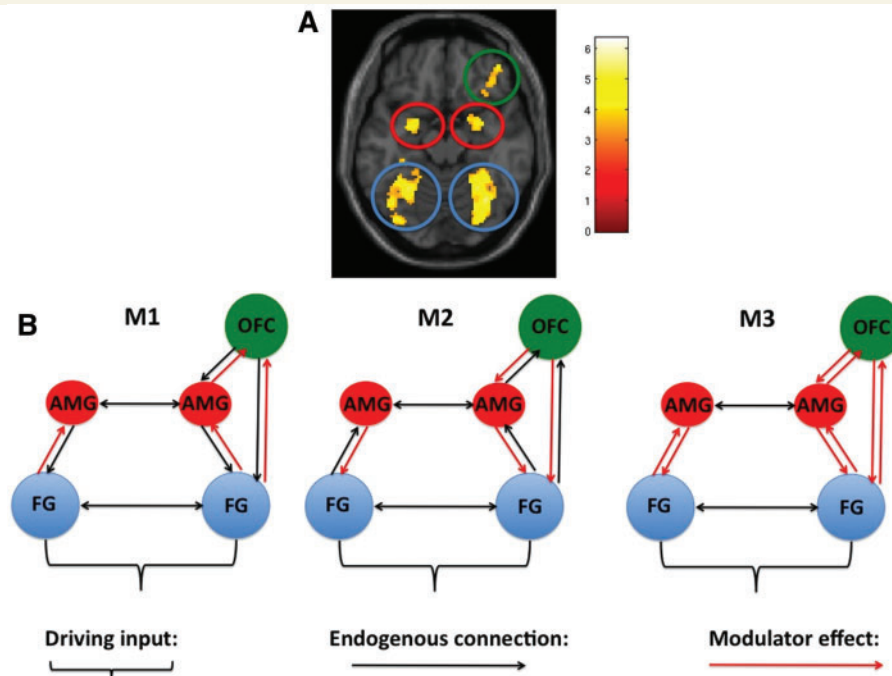 A
6
5
4
3
2
1
0
B
M1
M2
M3
OFC
OFC
OFC
AMG
AMG
AMG
AMG
AMG
AMG
FG
FG
FG
FG
FG
FG
Driving input:
Endogenous connection:
Modulator effect: